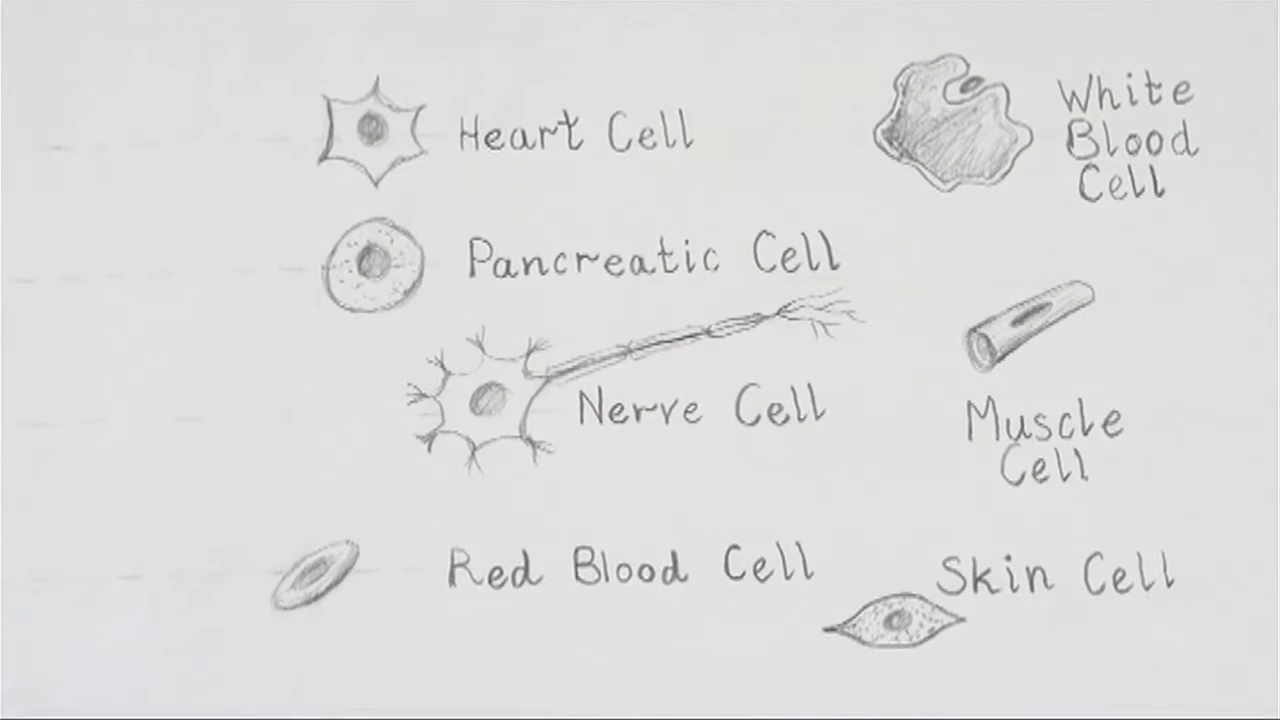 Heart Cell
White
Blood
Cell
Pancreatic Cell
Nerve Cell
Muscle
Cell
Red Blood Cell
Skin Cell